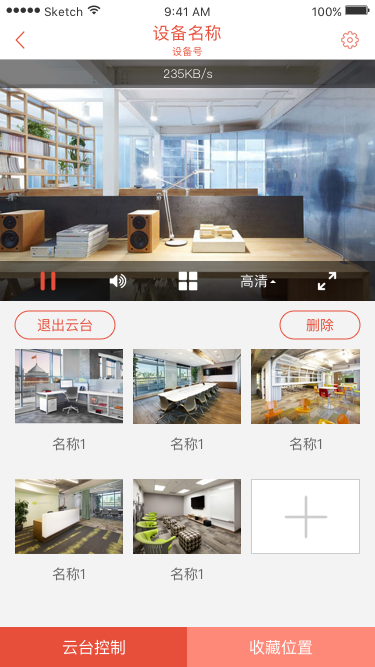 Sketch 9:41 AM 100%
设备名称
设备号
235KB/s
高清
退出云台 删除
名称1 名称1 名称1
名称1 名称1
云台控制 收藏位置